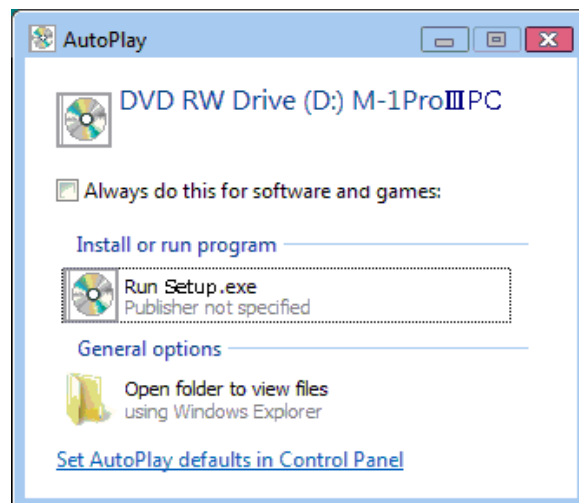 AutoPlay
DVD RW Drive (D:) M-1ProⅢPC
Always do this for software and games:
Install or run program
Run Setup.exe
Publisher not specified
General options
Open folder to view files
using Windows Explorer
Set AutoPlay defaults in Control Panel